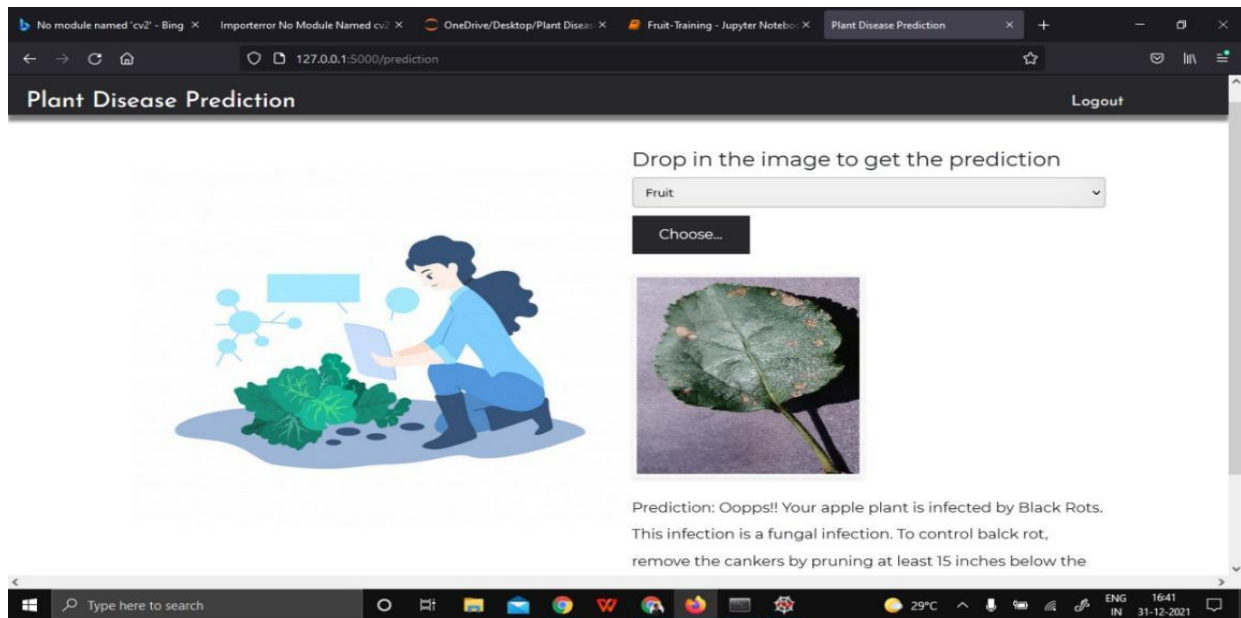 No module named 'cv2' - Bing
Importerror No Module Named cv2
OneDrive/Desktop/Plant Diseas
Fruit-Training - Jupyter Noteboo
Plant Disease Prediction
127.0.0.1:5000/prediction
Plant Disease Prediction
Logout
Drop in the image to get the prediction
Fruit
Choose...
Prediction: Oopps!! Your apple plant is infected by Black Rots.
This infection is a fungal infection. To control balck rot,
remove the cankers by pruning at least 15 inches below the
Type here to search
29°C
ENG
IN
16:41
31-12-2021